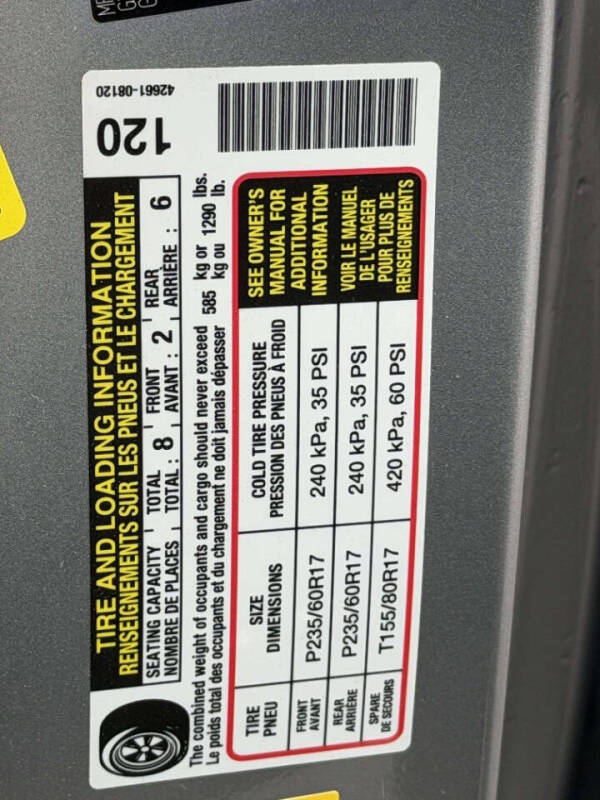 TIRE AND LOADING INFORMATION
RENSEIGNEMENTS SUR LES PNEUS ET LE CHARGEMENT
120
42661-08120
SEATING CAPACITY TOTAL FRONT REAR
NOMBRE DE PLACES TOTAL : 8 AVANT : 2 ARRIÈRE : 6
The combined weight of occupants and cargo should never exceed 585 kg or 1290 lbs.
Le poids total des occupants et du chargement ne doit jamais dépasser kg ou lb.
TIRE SIZE COLD TIRE PRESSURE SEE OWNER'S
PNEU DIMENSIONS PRESSION DES PNEUS À FROID MANUAL FOR
ADDITIONAL
INFORMATION
FRONT
AVANT P235/60R17 240 kPa, 35 PSI
VOIR LE MANUEL
DE L'USAGER
POUR PLUS DE
RENSEIGNEMENTS
REAR
ARRIÈRE P235/60R17 240 kPa, 35 PSI
SPARE
DE SECOURS T155/80R17 420 kPa, 60 PSI